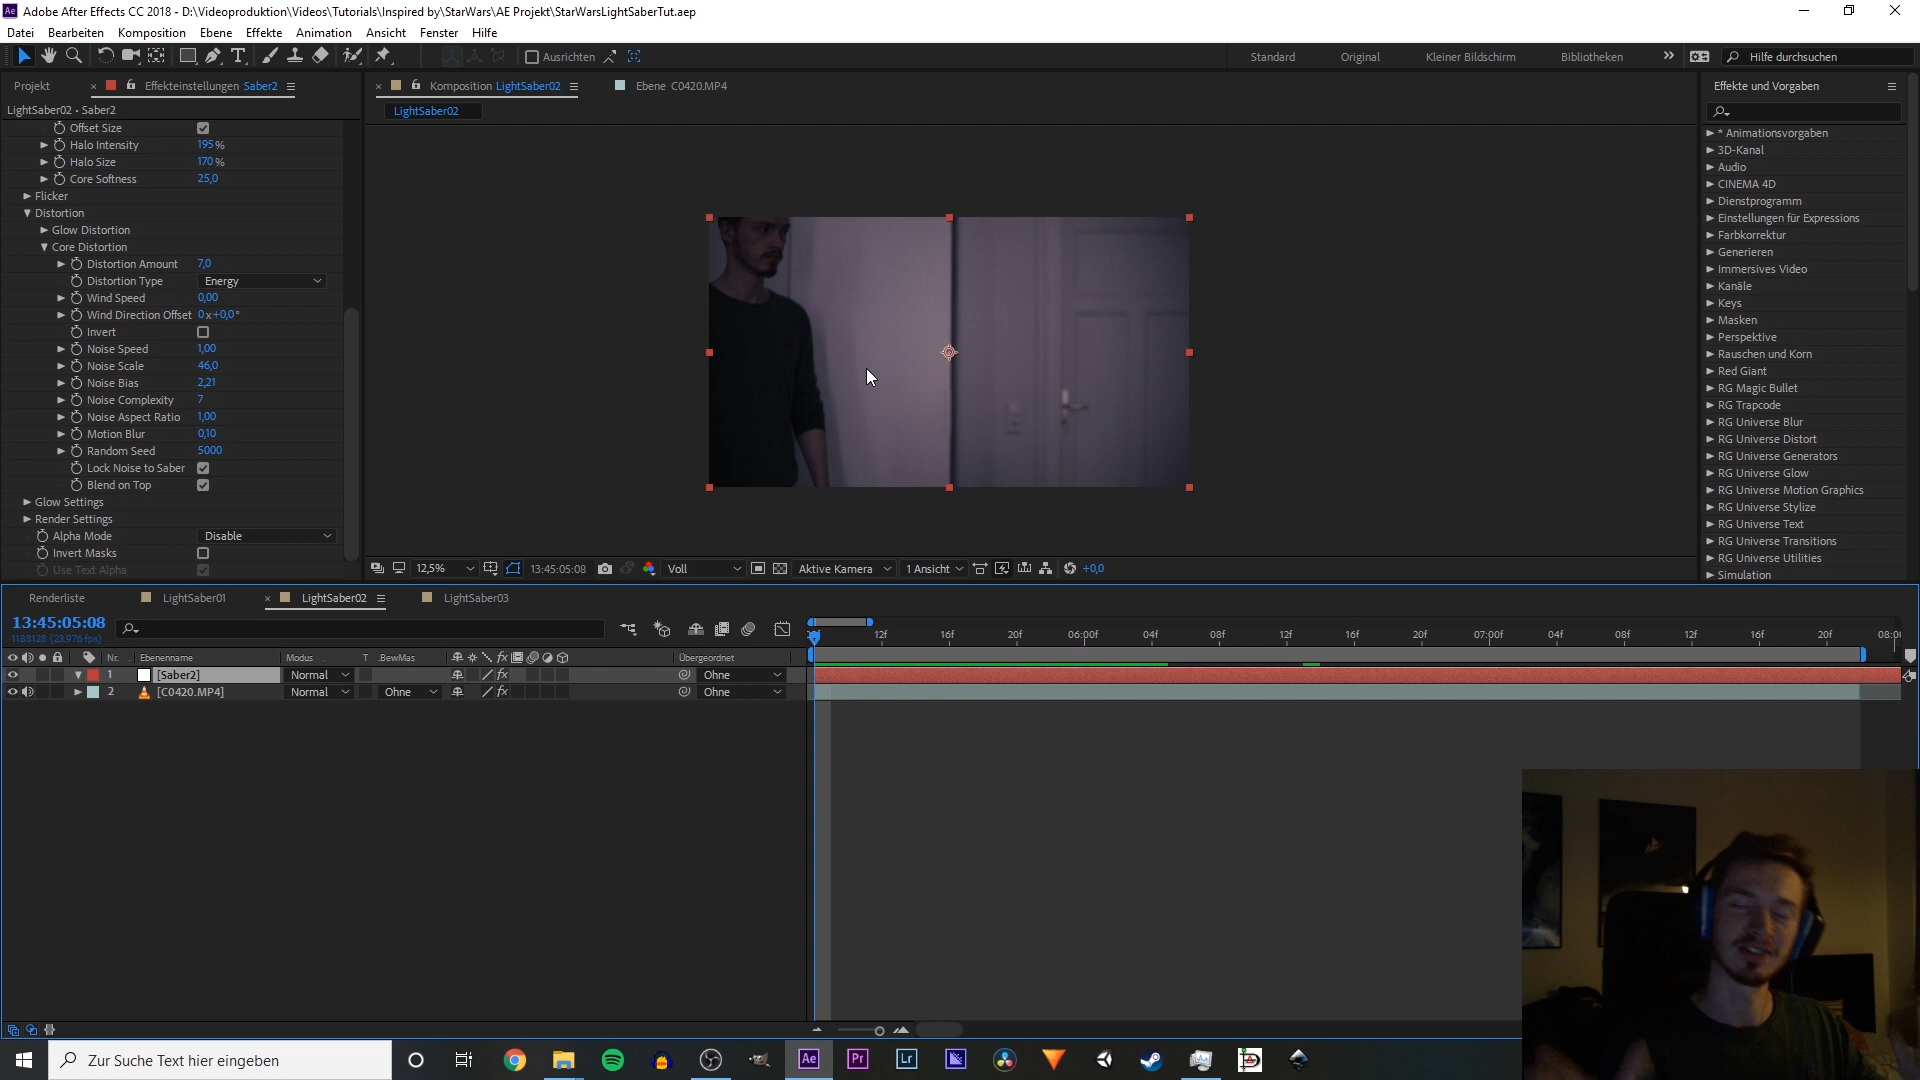 Adobe After Effects CC 2018 - D:\Videoproduktion\Videos\Tutorials\Inspired by\StarWars\AE Projekt\StarWarsLightSaberTut.aep
Datei Bearbeiten Komposition Ebene Effekte Animation Ansicht Fenster Hilfe
Ausrichten Standard Original Kleiner Bildschirm Bibliotheken Hilfe durchsuchen
Projekt Effekteinstellungen Saber2
LightSaber02 • Saber2
Offset Size
Halo Intensity 195 %
Halo Size 170 %
Core Softness 25,0
Flicker
Distortion
Glow Distortion
Core Distortion
Distortion Amount 7,0
Distortion Type Energy
Wind Speed 0,00
Wind Direction Offset 0x+0,0°
Invert
Noise Speed 1,00
Noise Scale 46,0
Noise Bias 2,21
Noise Complexity 7
Noise Aspect Ratio 1,00
Motion Blur 0,10
Random Seed 5000
Lock Noise to Saber
Blend on Top
Glow Settings
Render Settings
Alpha Mode Disable
Invert Masks
Use Text Alpha
Komposition LightSaber02 Ebene C0420.MP4
LightSaber02
12,5% 13:45:05:08 Voll Aktive Kamera 1 Ansicht +0,0
Effekte und Vorgaben
* Animationsvorgaben
3D-Kanal
Audio
CINEMA 4D
Dienstprogramm
Einstellungen für Expressions
Farbkorrektur
Generieren
Immersives Video
Kanäle
Keys
Masken
Perspektive
Rauschen und Korn
Red Giant
RG Magic Bullet
RG Trapcode
RG Universe Blur
RG Universe Distort
RG Universe Generators
RG Universe Glow
RG Universe Motion Graphics
RG Universe Stylize
RG Universe Text
RG Universe Transitions
RG Universe Utilities
Simulation
Renderliste LightSaber01 LightSaber02 LightSaber03
13:45:05:08
1188128 (23.976 fps)
12f 16f 20f 06:00f 04f 08f 12f 16f 20f 07:00f 04f 08f 12f 16f 20f 08:0
Nr. Ebenenname Modus T .BewMas fx Übergeordnet
1 [Saber2] Normal fx Ohne
2 [C0420.MP4] Normal Ohne fx Ohne
Zur Suche Text hier eingeben
Ae Pr Lr